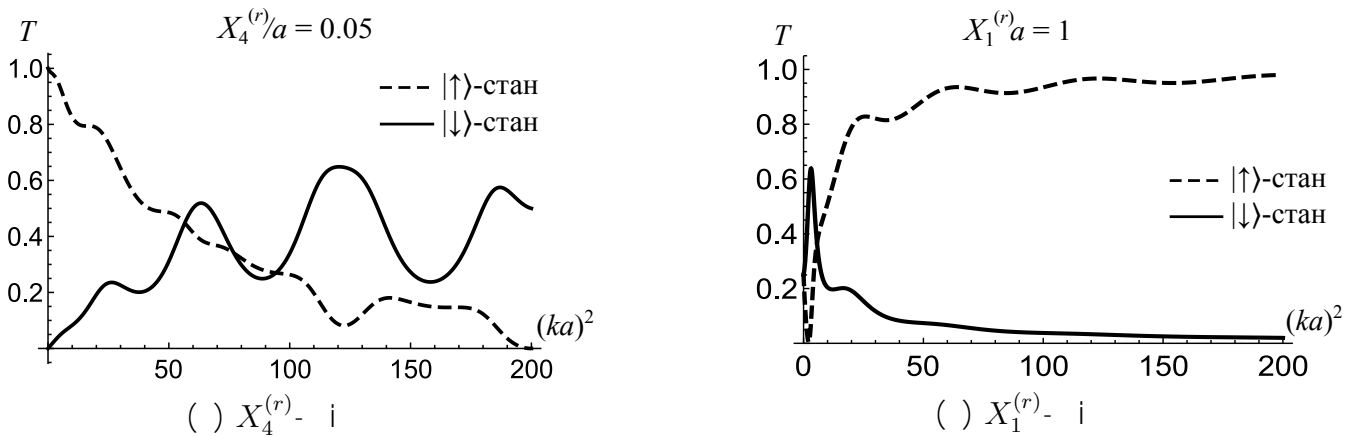 X_4^{(r)}/a = 0.05
T
|↑⟩-стан
|↓⟩-стан
1.0
0.8
0.6
0.4
0.2
(ka)^2
0 50 100 150 200
( ) X_4^{(r)}- i
X_1^{(r)}a = 1
T
1.0
0.8
0.6
0.4
0.2
|↑⟩-стан
|↓⟩-стан
(ka)^2
0 50 100 150 200
( ) X_1^{(r)}- i